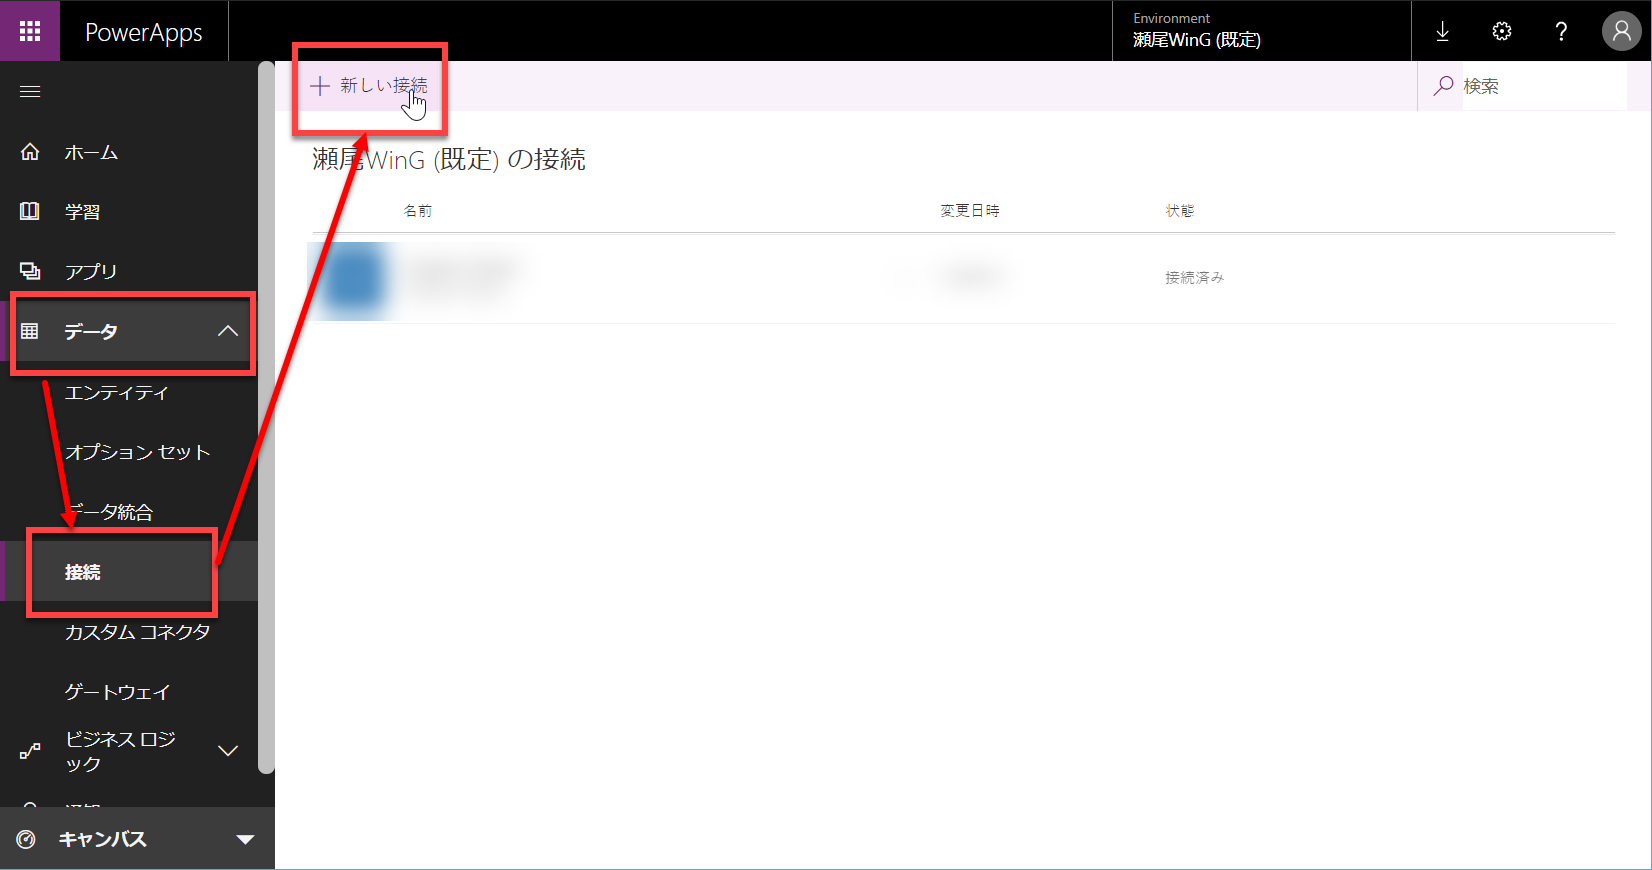 PowerApps
Environment
瀬尾WinG (既定)
新しい接続
検索
ホーム
学習
アプリ
データ
エンティティ
オプション セット
データ統合
接続
カスタム コネクタ
ゲートウェイ
ビジネス ロジ
ック
キャンバス
瀬尾WinG (既定) の接続
名前
変更日時
状態
接続済み